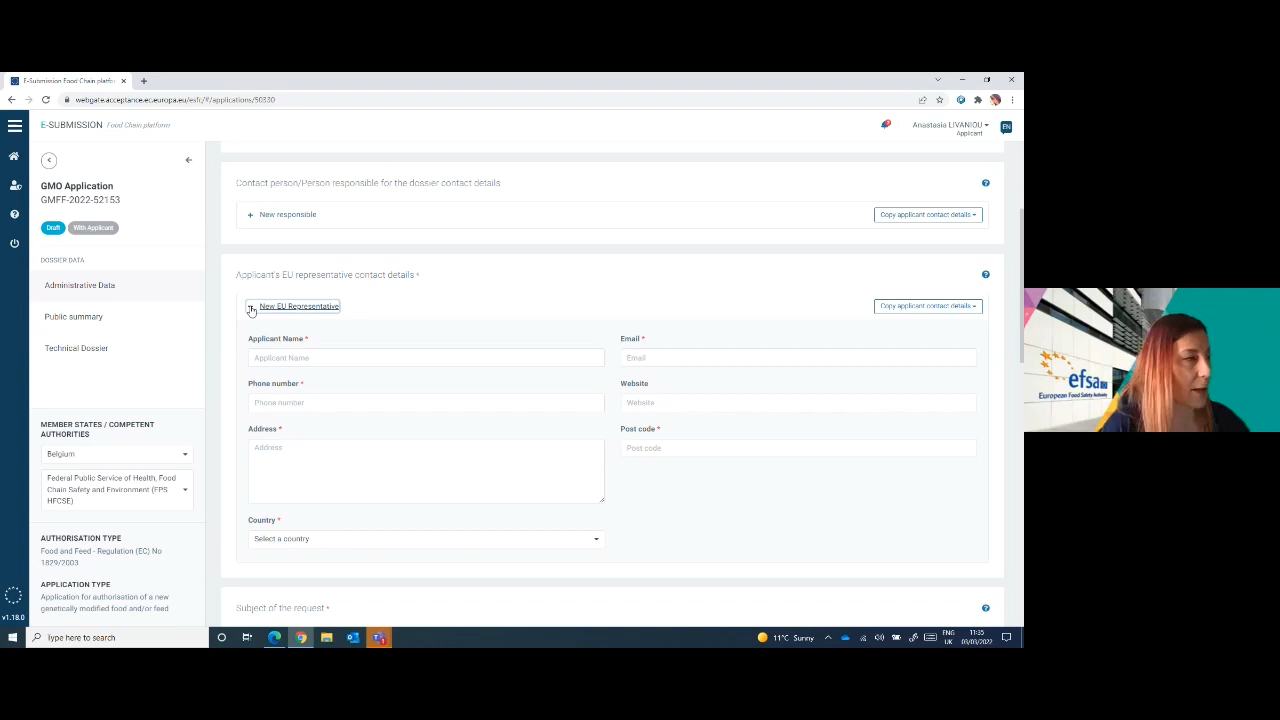 E-Submission Food Chain platfo
webgate.acceptance.ec.europa.eu/esfc/#/applications/50330
E-SUBMISSION Food Chain platform
Anastasia LIVANIOU
Applicant
EN
GMO Application
GMFF-2022-52153
Draft
With Applicant
DOSSIER DATA
Administrative Data
Public summary
Technical Dossier
MEMBER STATES / COMPETENT
AUTHORITIES
Belgium
Federal Public Service of Health, Food
Chain Safety and Environment (FPS
HFCSE)
AUTHORISATION TYPE
Food and Feed - Regulation (EC) No
1829/2003
APPLICATION TYPE
Application for authorisation of a new
genetically modified food and/or feed
v1.18.0
Contact person/Person responsible for the dossier contact details
+ New responsible
Copy applicant contact details
Applicant's EU representative contact details *
New EU Representative
Copy applicant contact details
Applicant Name *
Applicant Name
Email *
Email
Phone number *
Phone number
Website
Website
Address *
Address
Post code *
Post code
Country *
Select a country
Subject of the request *
Type here to search
11°C Sunny
ENG
UK
11:35
03/03/2022
efsa
European Food Safety Authority